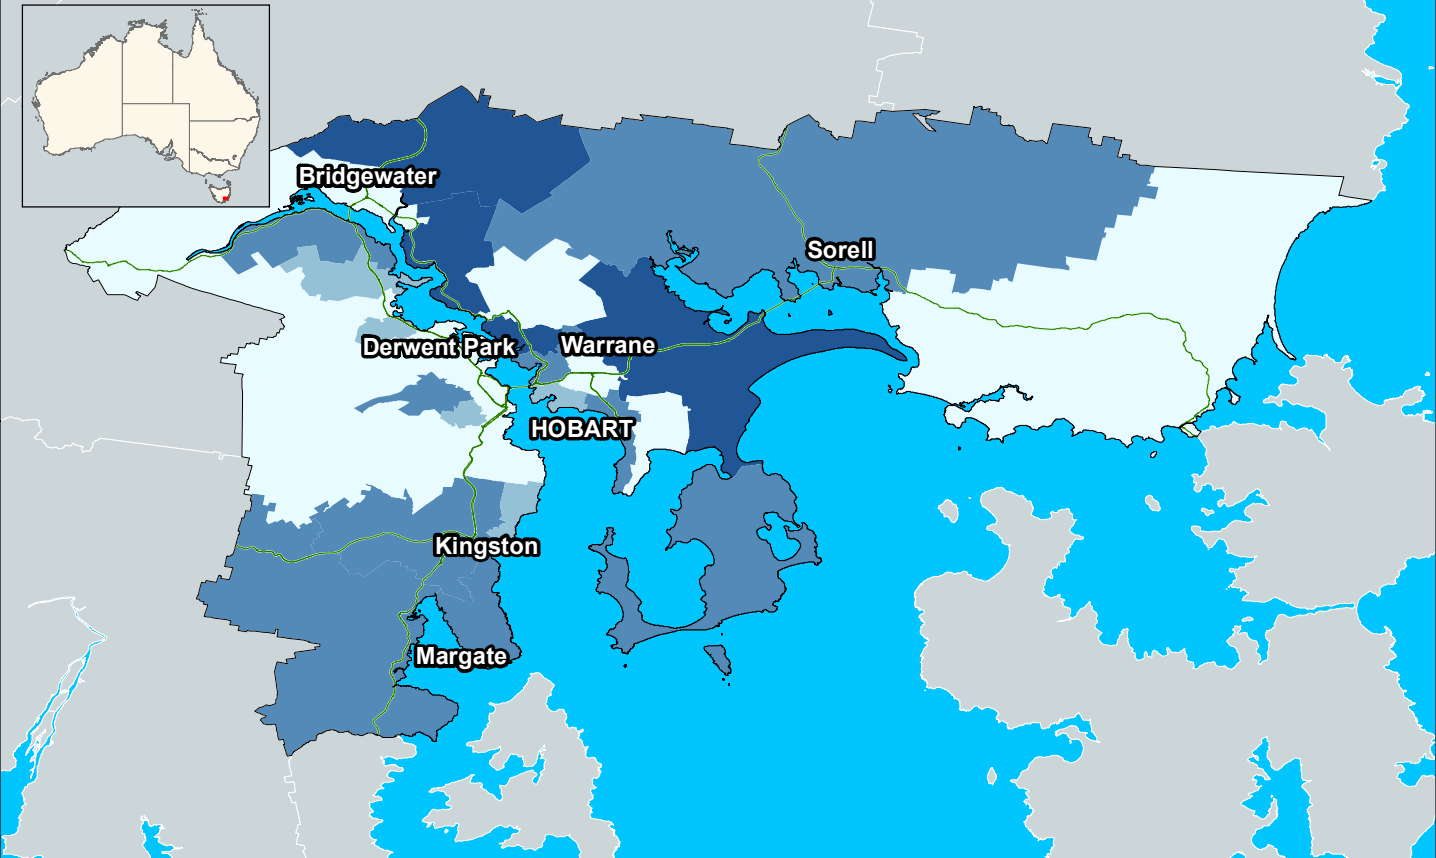 Bridgewater
Sorell
Derwent Park
Warrane
HOBART
Kingston
Margate